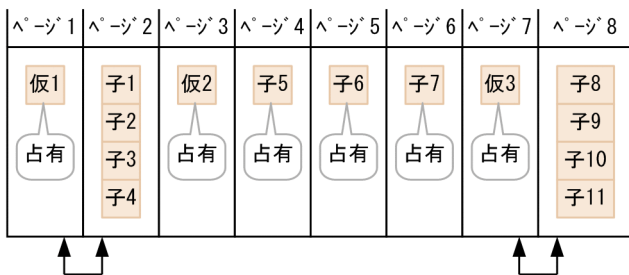 ﾍﾟｰｼﾞ1 ﾍﾟｰｼﾞ2 ﾍﾟｰｼﾞ3 ﾍﾟｰｼﾞ4 ﾍﾟｰｼﾞ5 ﾍﾟｰｼﾞ6 ﾍﾟｰｼﾞ7 ﾍﾟｰｼﾞ8
仮1 子1 仮2 子5 子6 子7 仮3 子8
子2 子9
占有 子3 占有 占有 占有 占有 占有 子10
子4 子11